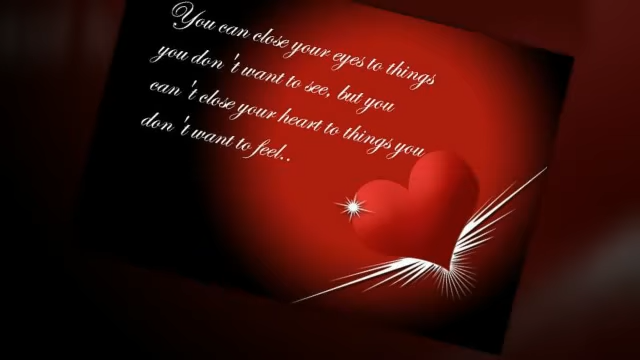 You can close your eyes to things
you don't want to see, but you
can't close your heart to things you
don't want to feel..